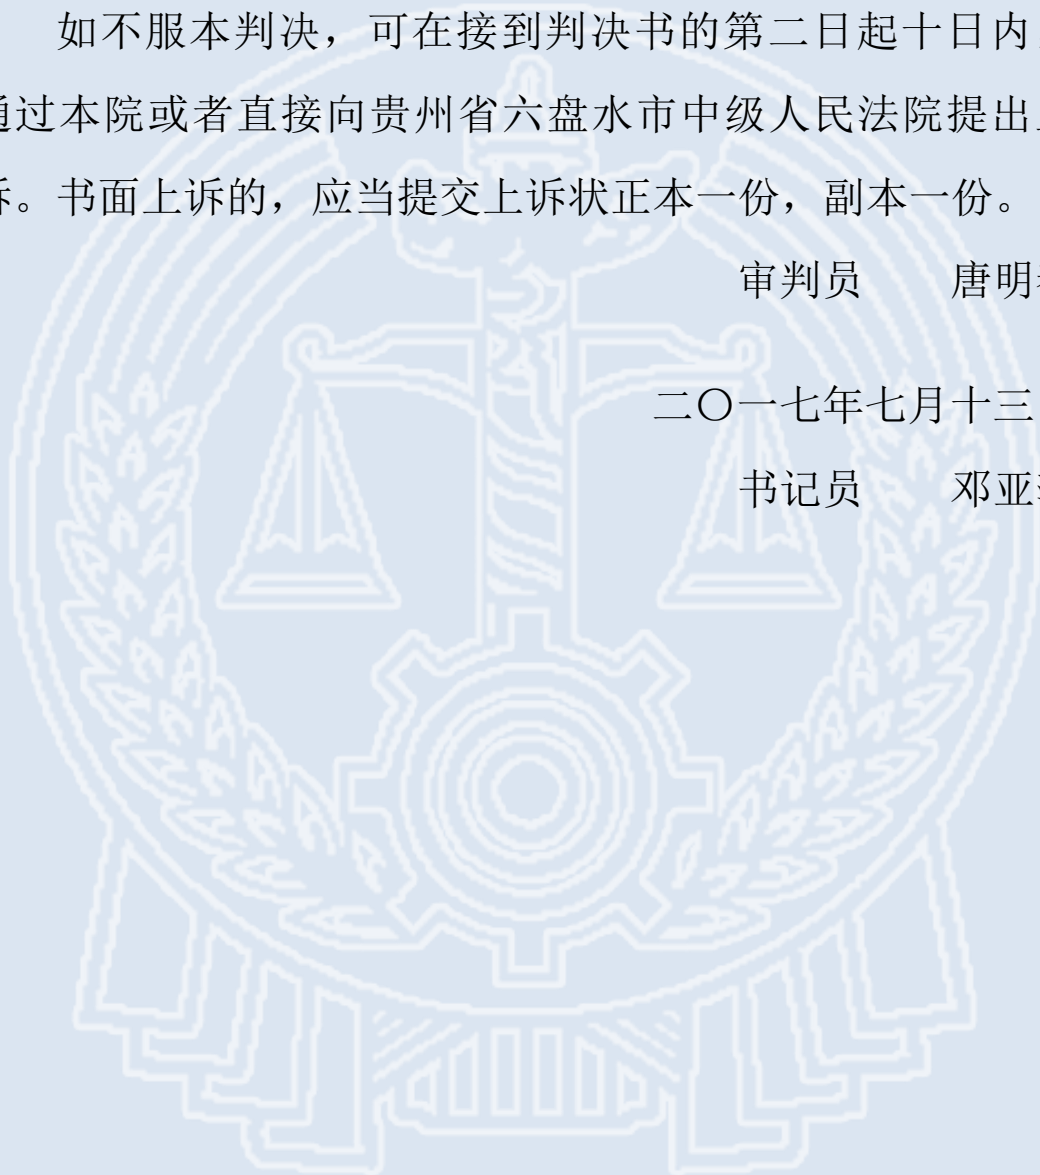 如不服本判决，可在接到判决书的第二日起十日内
通过本院或者直接向贵州省六盘水市中级人民法院提出
诉。书面上诉的，应当提交上诉状正本一份，副本一份。
审判员 唐明
二〇一七年七月十三
书记员 邓亚